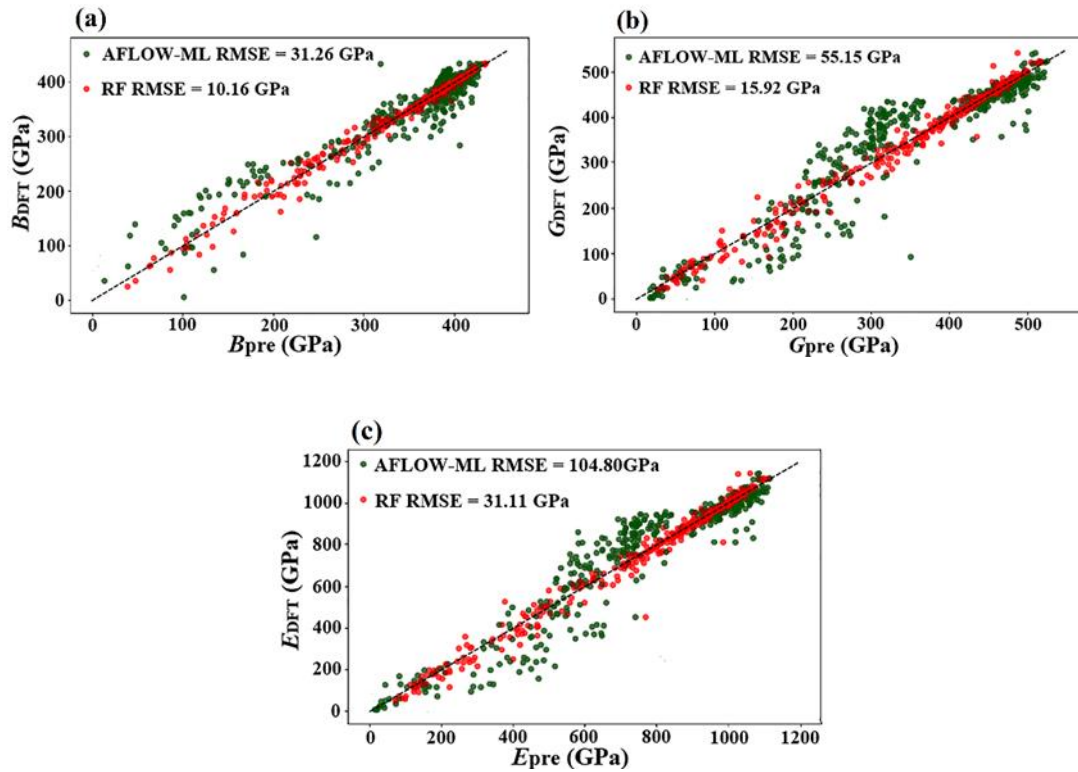 (a)
AFLOW-ML RMSE = 31.26 GPa
RF RMSE = 10.16 GPa
400
300
200
100
0
BDFT (GPa)
0 100 200 300 400
Bpre (GPa)
(b)
AFLOW-ML RMSE = 55.15 GPa
RF RMSE = 15.92 GPa
500
400
300
200
100
0
GDFT (GPa)
0 100 200 300 400 500
Gpre (GPa)
(c)
AFLOW-ML RMSE = 104.80GPa
RF RMSE = 31.11 GPa
1200
1000
800
600
400
200
0
EDFT (GPa)
0 200 400 600 800 1000 1200
Epre (GPa)